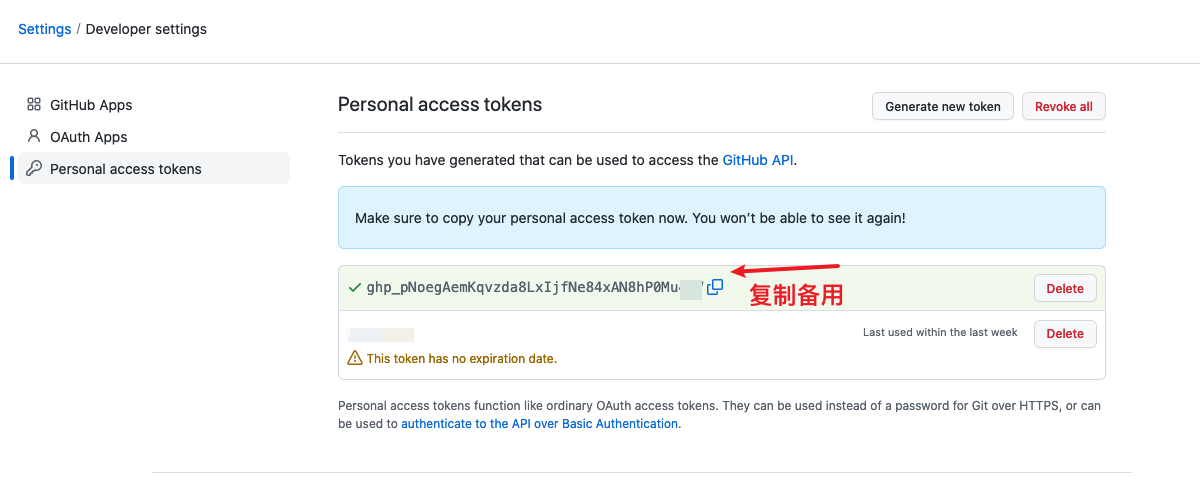 Settings / Developer settings
GitHub Apps
OAuth Apps
Personal access tokens
Personal access tokens
Generate new token
Revoke all
Tokens you have generated that can be used to access the GitHub API.
Make sure to copy your personal access token now. You won’t be able to see it again!
复制备用
Delete
Last used within the last week
Delete
This token has no expiration date.
Personal access tokens function like ordinary OAuth access tokens. They can be used instead of a password for Git over HTTPS, or can
be used to authenticate to the API over Basic Authentication.